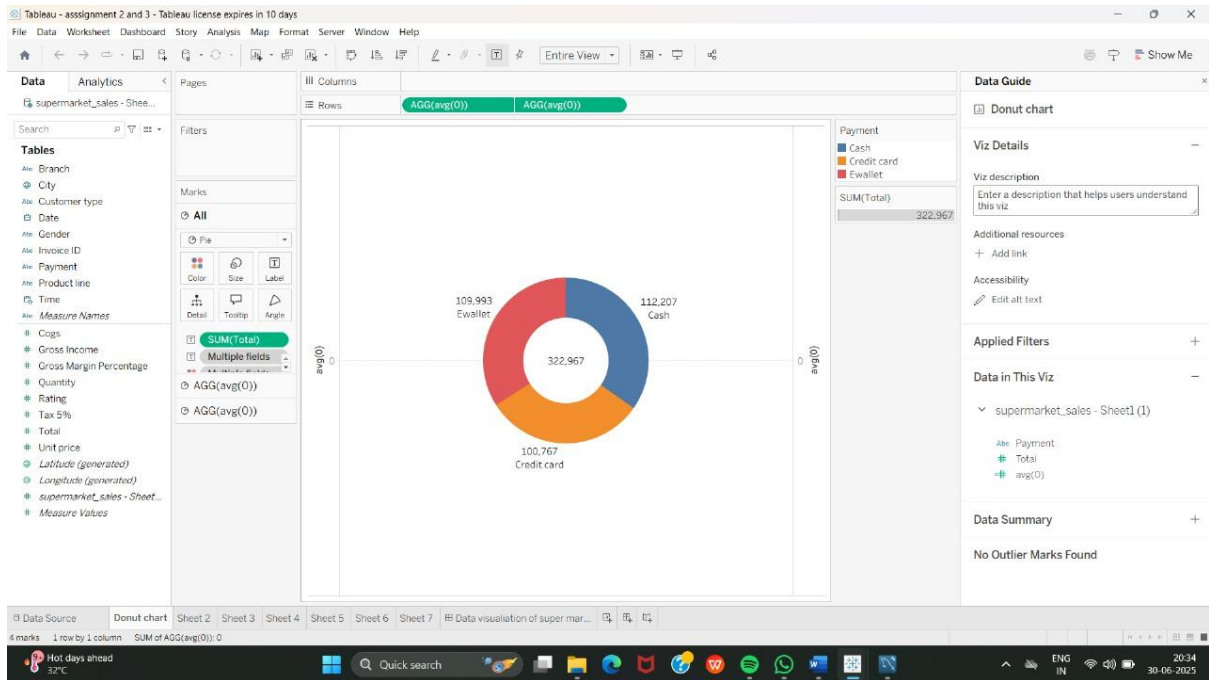 Tableau - asssignment 2 and 3 - Tableau license expires in 10 days
File Data Worksheet Dashboard Story Analysis Map Format Server Window Help
Entire View
Show Me
Data Analytics
supermarket_sales - Shee...
Search
Tables
Abc Branch
City
Abc Customer type
Date
Abc Gender
Abc Invoice ID
Abc Payment
Abc Product line
Time
Abc Measure Names
# Cogs
# Gross Income
# Gross Margin Percentage
# Quantity
# Rating
# Tax 5%
# Total
# Unit price
Latitude (generated)
Longitude (generated)
# supermarket_sales - Sheet...
# Measure Values
Pages
Filters
Marks
All
Pie
Color Size Label
Detail Tooltip Angle
SUM(Total)
Multiple fields
AGG(avg(0))
AGG(avg(0))
Columns
Rows
AGG(avg(0)) AGG(avg(0))
avg(0)
0
109,993
Ewallet
112,207
Cash
322,967
100,767
Credit card
0
avg(0)
Payment
Cash
Credit card
Ewallet
SUM(Total)
322,967
Data Guide
Donut chart
Viz Details
Viz description
Enter a description that helps users understand
this viz
Additional resources
Add link
Accessibility
Edit alt text
Applied Filters
Data in This Viz
supermarket_sales - Sheet1 (1)
Abc Payment
# Total
=# avg(0)
Data Summary
No Outlier Marks Found
Data Source Donut chart Sheet 2 Sheet 3 Sheet 4 Sheet 5 Sheet 6 Sheet 7 Data visualiation of super mar...
4 marks 1 row by 1 column SUM of AGG(avg(0)): 0
Hot days ahead
32°C
Quick search
ENG
IN
20:34
30-06-2025